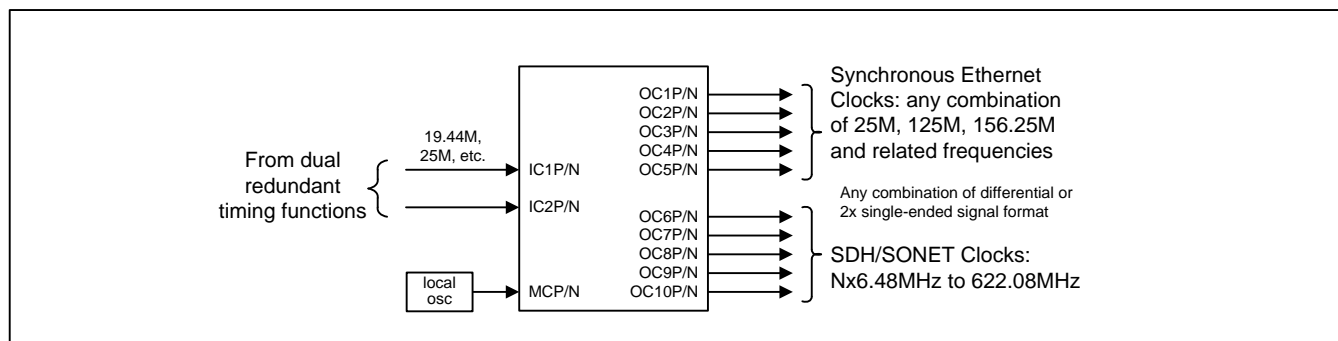 From dual
redundant
timing functions
19.44M,
25M, etc.
IC1P/N
IC2P/N
local
osc
MCP/N
OC1P/N
OC2P/N
OC3P/N
OC4P/N
OC5P/N
OC6P/N
OC7P/N
OC8P/N
OC9P/N
OC10P/N
Synchronous Ethernet
Clocks: any combination
of 25M, 125M, 156.25M
and related frequencies
Any combination of differential or
2x single-ended signal format
SDH/SONET Clocks:
Nx6.48MHz to 622.08MHz